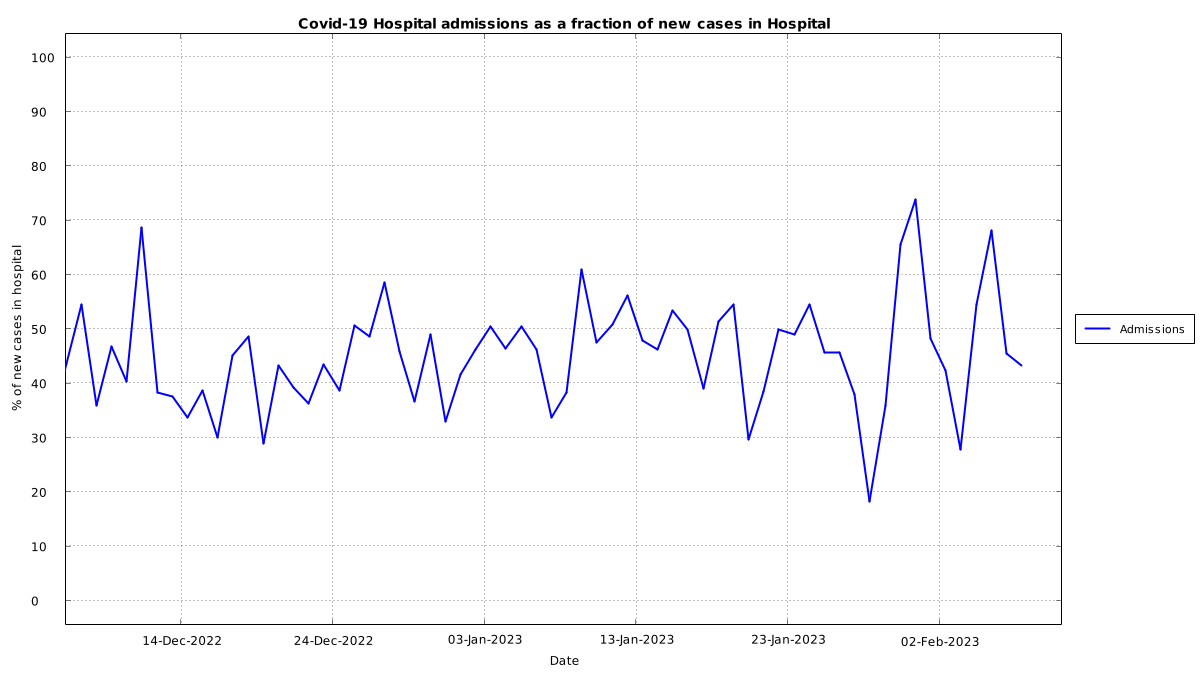 Covid-19 Hospital admissions as a fraction of new cases in Hospital
100
90
80
70
60
50
40
30
20
10
0
% of new cases in hospital
Admissions
14-Dec-2022
24-Dec-2022
03-Jan-2023
13-Jan-2023
23-Jan-2023
02-Feb-2023
Date